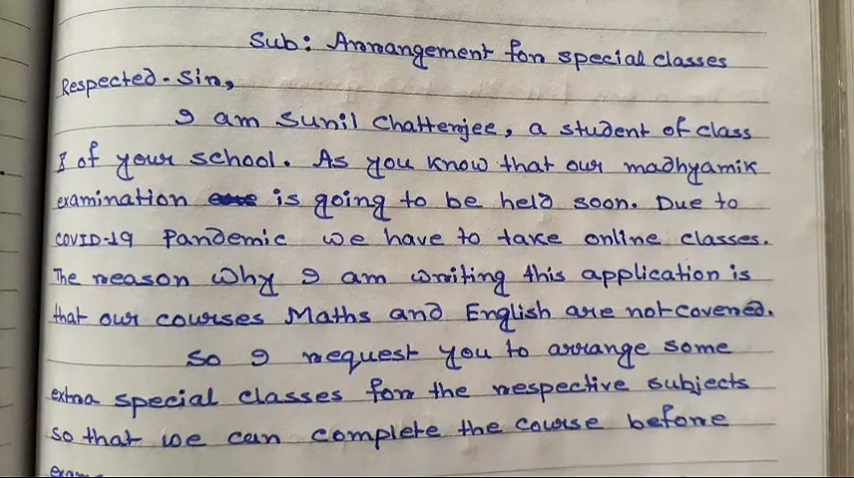 Sub: Arrangement for special classes
Respected. Sir,
I am Sunil Chatterjee, a student of class
X of your school. As you know that our madhyamik
examination is going to be held soon. Due to
COVID-19 Pandemic we have to take online classes.
The reason why I am writing this application is
that our courses Maths and English are not covered.
So I request you to arrange some
extra special classes for the respective subjects
so that we can complete the course before